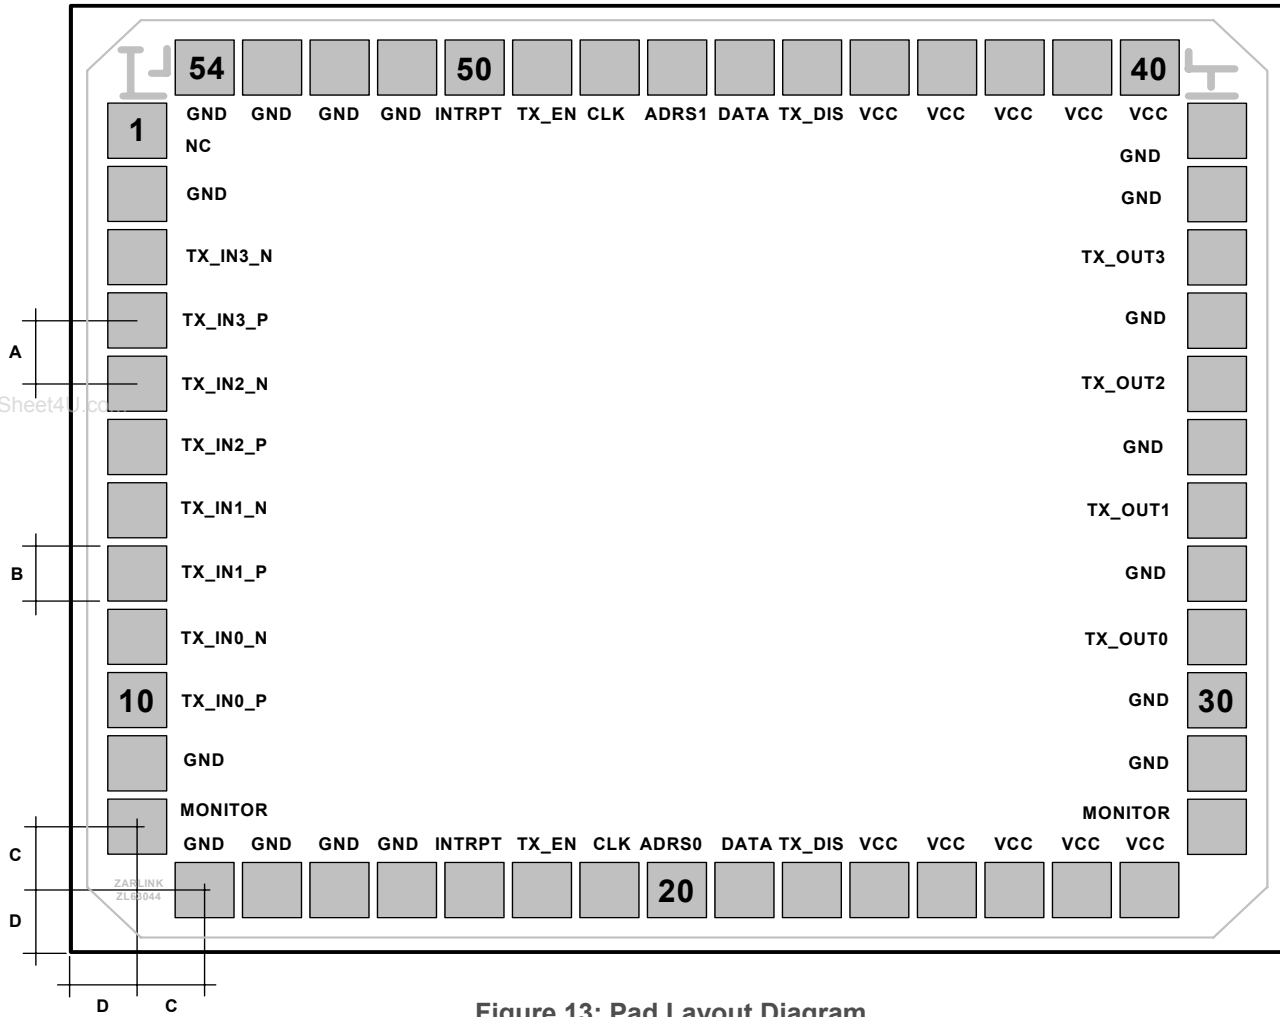 54 50 40
GND GND GND GND INTRPT TX_EN CLK ADRS1 DATA TX_DIS VCC VCC VCC VCC VCC
1
NC
GND
GND
GND
TX_IN3_N
TX_OUT3
TX_IN3_P
GND
A
TX_IN2_N
TX_OUT2
Sheet4U.com
TX_IN2_P
GND
TX_IN1_N
TX_OUT1
B
TX_IN1_P
GND
TX_IN0_N
TX_OUT0
10
TX_IN0_P
GND
30
GND
GND
MONITOR
MONITOR
GND GND GND GND INTRPT TX_EN CLK ADRS0 DATA TX_DIS VCC VCC VCC VCC VCC
C
ZARLINK
ZL63044
20
D
D C
Figure 13: Pad Layout Diagram